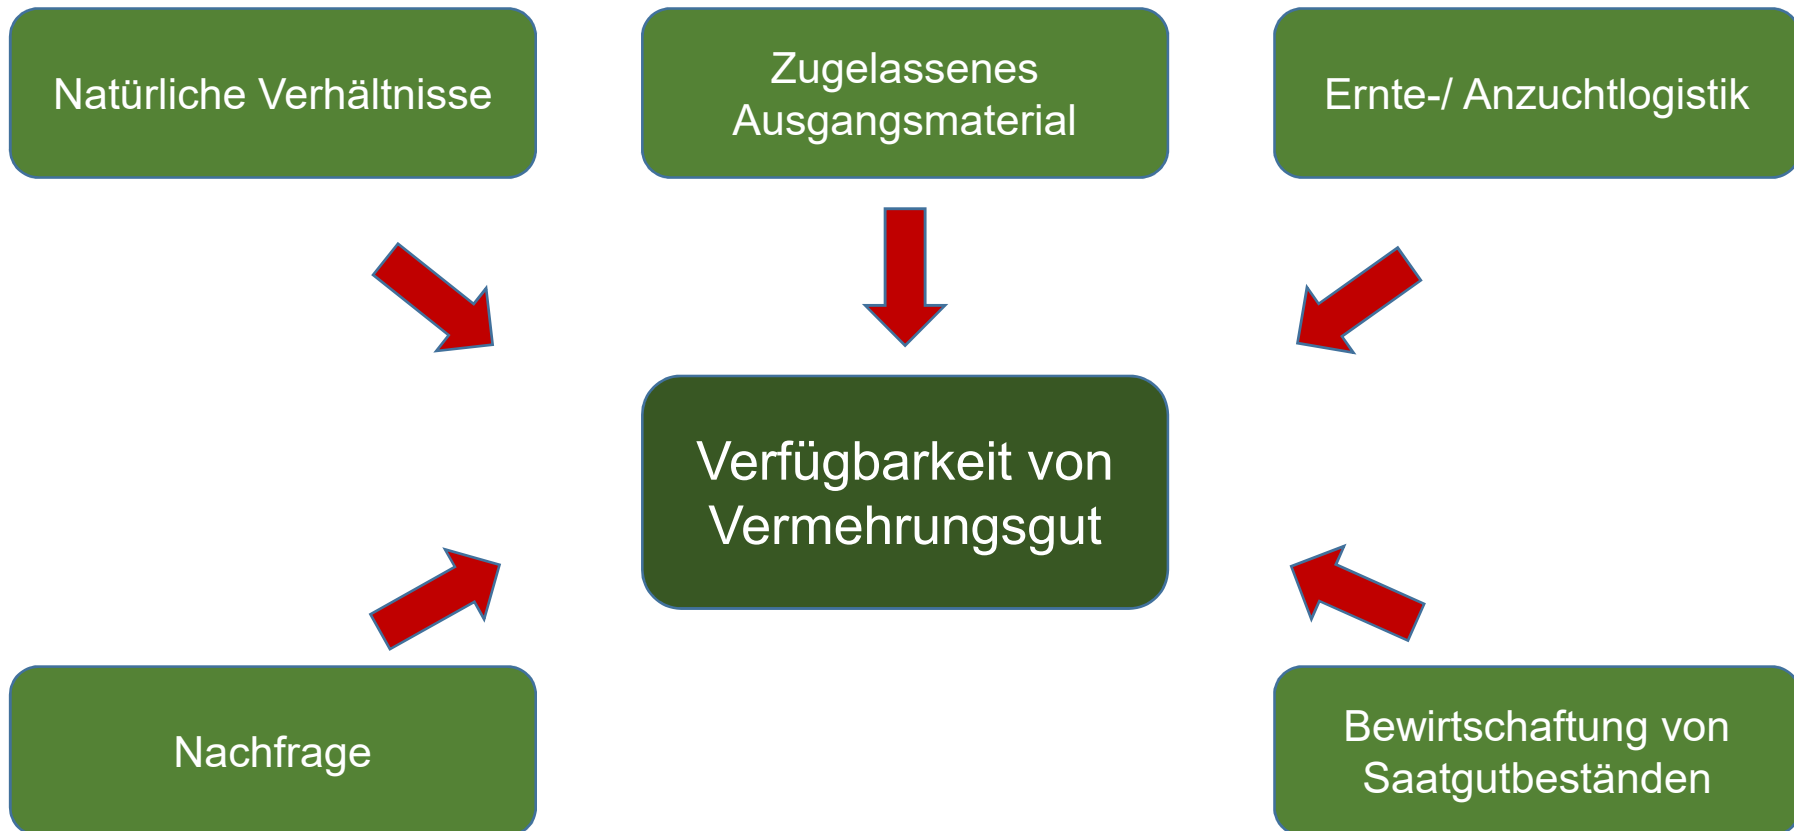 Natürliche Verhältnisse
Zugelassenes
Ausgangsmaterial
Ernte-/ Anzuchtlogistik
Verfügbarkeit von
Vermehrungsgut
Nachfrage
Bewirtschaftung von
Saatgutbeständen